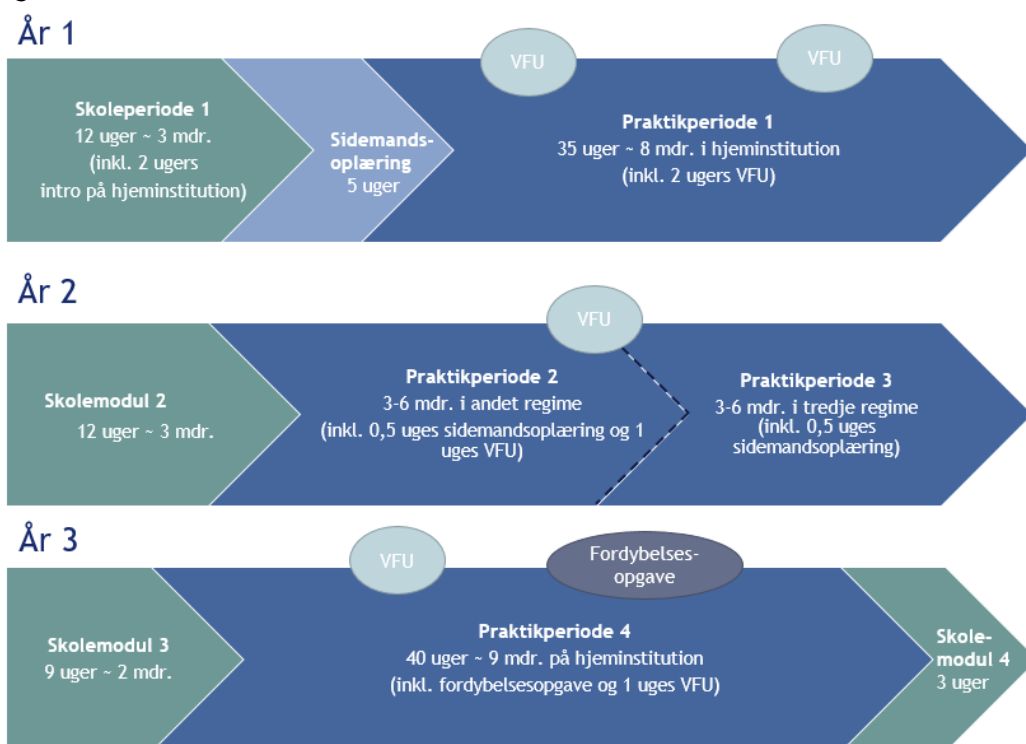 År 1
VFU
VFU
Skoleperiode 1
12 uger ~ 3 mdr.
(inkl. 2 ugers
intro på hjeminstitution)
Sidemands-
oplæring
5 uger
Praktikperiode 1
35 uger ~ 8 mdr. i hjeminstitution
(inkl. 2 ugers VFU)
År 2
VFU
Skolemodul 2
12 uger ~ 3 mdr.
Praktikperiode 2
3-6 mdr. i andet regime
(inkl. 0,5 uges sidemandsoplæring og 1
uges VFU)
Praktikperiode 3
3-6 mdr. i tredje regime
(inkl. 0,5 uges
sidemandsoplæring)
År 3
VFU
Fordybelses-
opgave
Skolemodul 3
9 uger ~ 2 mdr.
Praktikperiode 4
40 uger ~ 9 mdr. på hjeminstitution
(inkl. fordybelsesopgave og 1 uges VFU)
Skole-
modul 4
3 uger